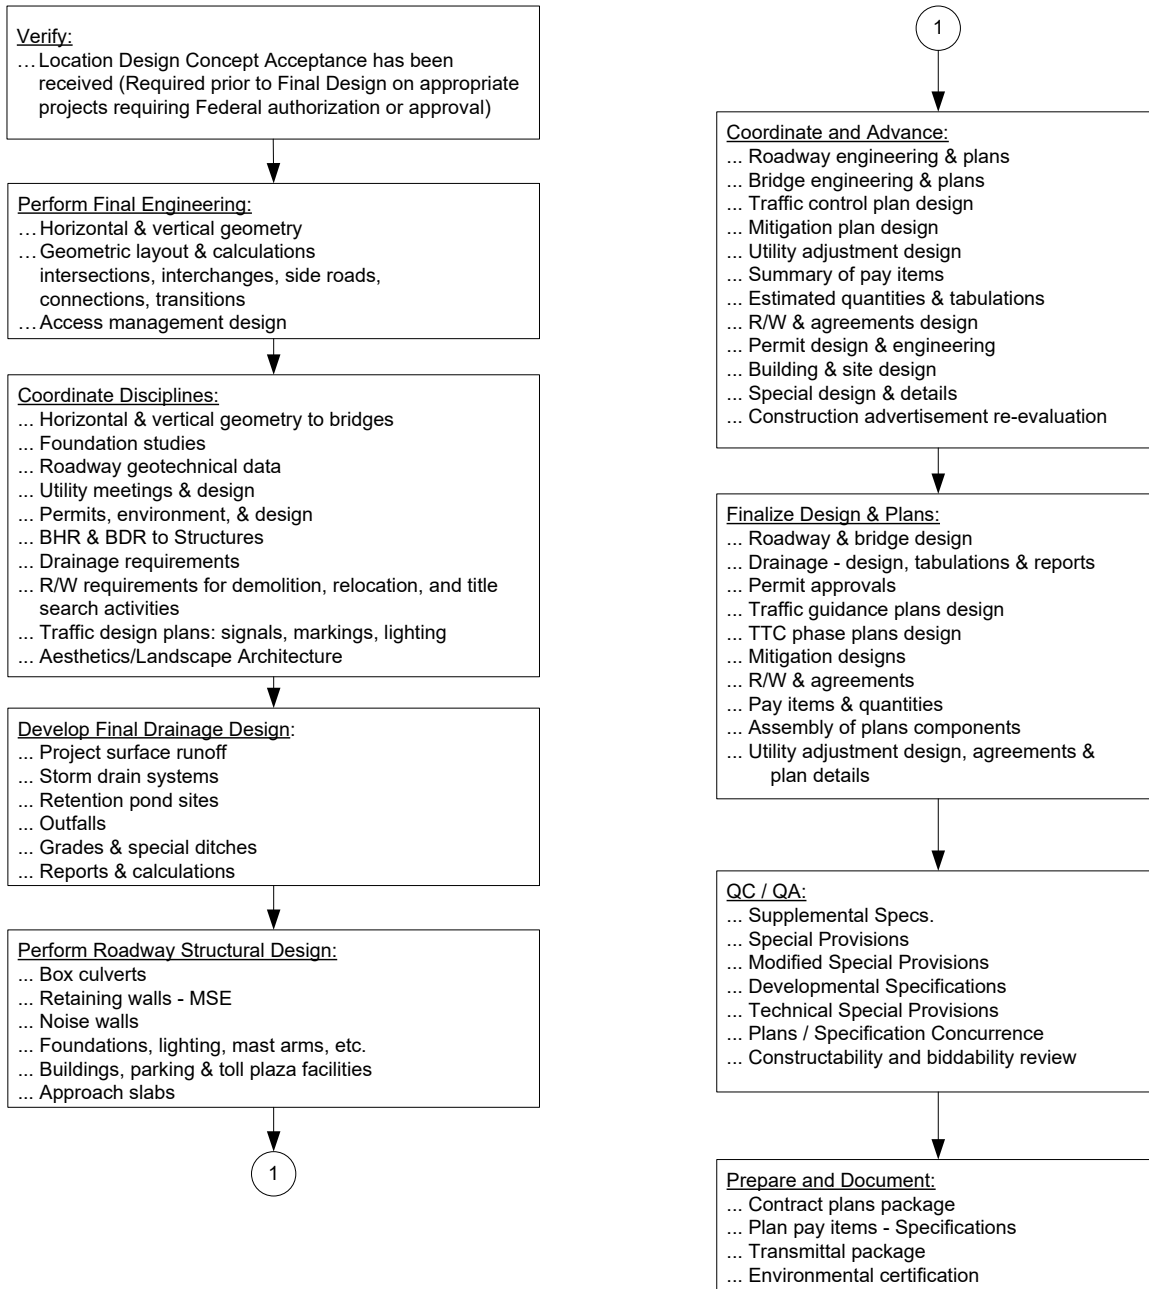 Verify:
…Location Design Concept Acceptance has been
received (Required prior to Final Design on appropriate
projects requiring Federal authorization or approval)
Perform Final Engineering:
…Horizontal & vertical geometry
…Geometric layout & calculations
intersections, interchanges, side roads,
connections, transitions
…Access management design
Coordinate Disciplines:
... Horizontal & vertical geometry to bridges
... Foundation studies
... Roadway geotechnical data
... Utility meetings & design
... Permits, environment, & design
... BHR & BDR to Structures
... Drainage requirements
... R/W requirements for demolition, relocation, and title
search activities
... Traffic design plans: signals, markings, lighting
... Aesthetics/Landscape Architecture
Develop Final Drainage Design:
... Project surface runoff
... Storm drain systems
... Retention pond sites
... Outfalls
... Grades & special ditches
... Reports & calculations
Perform Roadway Structural Design:
... Box culverts
... Retaining walls - MSE
... Noise walls
... Foundations, lighting, mast arms, etc.
... Buildings, parking & toll plaza facilities
... Approach slabs
1
1
Coordinate and Advance:
... Roadway engineering & plans
... Bridge engineering & plans
... Traffic control plan design
... Mitigation plan design
... Utility adjustment design
... Summary of pay items
... Estimated quantities & tabulations
... R/W & agreements design
... Permit design & engineering
... Building & site design
... Special design & details
... Construction advertisement re-evaluation
Finalize Design & Plans:
... Roadway & bridge design
... Drainage - design, tabulations & reports
... Permit approvals
... Traffic guidance plans design
... TTC phase plans design
... Mitigation designs
... R/W & agreements
... Pay items & quantities
... Assembly of plans components
... Utility adjustment design, agreements &
plan details
QC / QA:
... Supplemental Specs.
... Special Provisions
... Modified Special Provisions
... Developmental Specifications
... Technical Special Provisions
... Plans / Specification Concurrence
... Constructability and biddability review
Prepare and Document:
... Contract plans package
... Plan pay items - Specifications
... Transmittal package
... Environmental certification